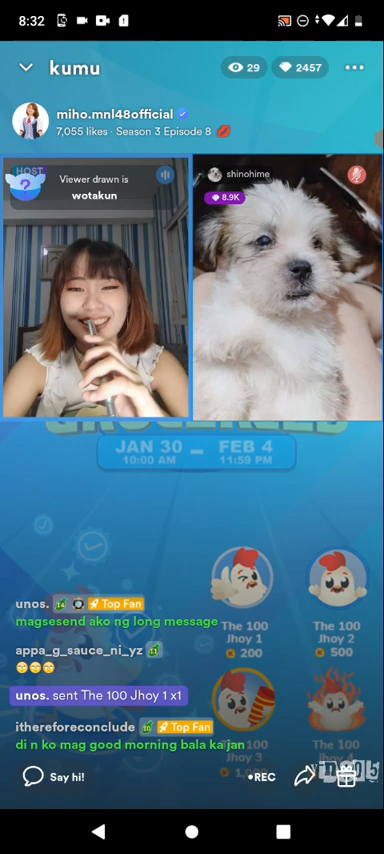 8:32
kumu
29
2457
miho.mnl48official
7,055 likes · Season 3 Episode 8
HOST
Viewer drawn is
wotakun
shinohime
8.9K
JAN 30 – FEB 4
10:00 AM
11:59 PM
unos. 14 Top Fan
magsesend ako ng long message
appa_g_sauce_ni_yz 11
unos. sent The 100 Jhoy 1 x1
ithereforeconclude Top Fan
di n ko mag good morning bala ka jan
The 100
Jhoy 1
200
The 100
Jhoy 2
500
Say hi!
•REC